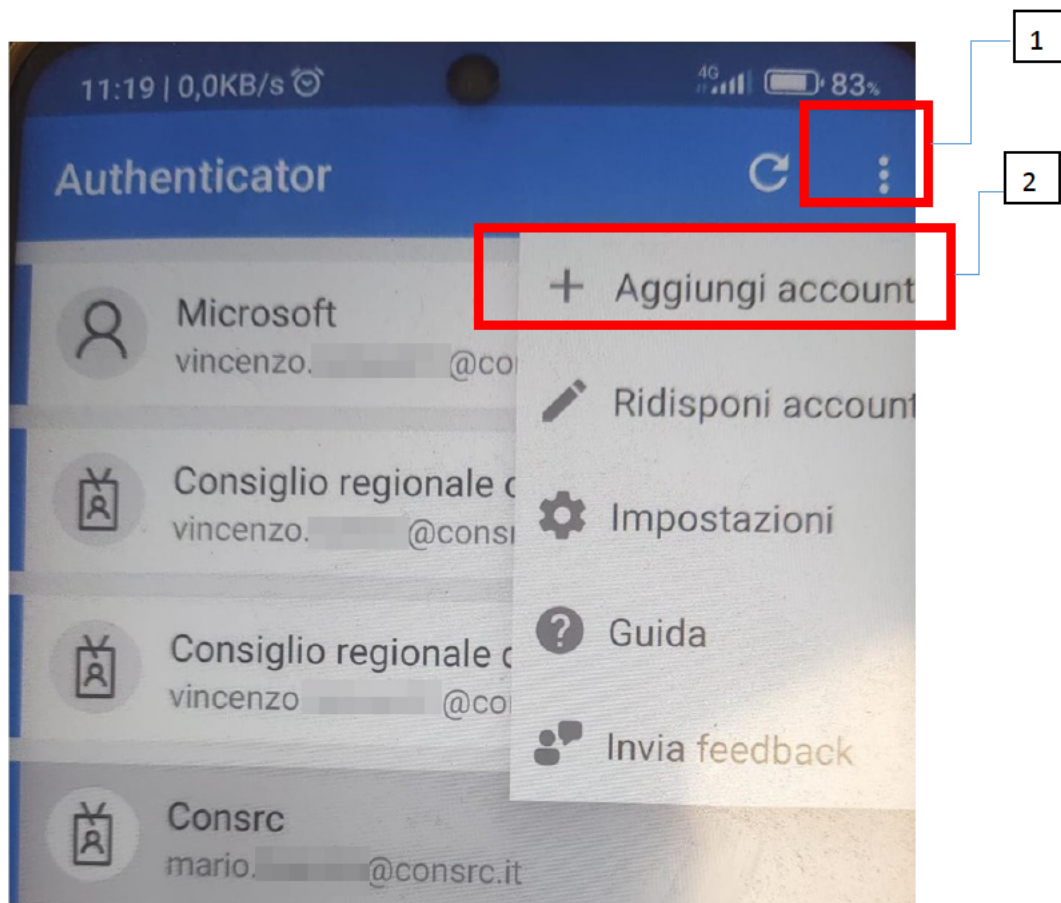 1
11:19 | 0,0KB/s
4G 83%
Authenticator
2
+ Aggiungi account
Microsoft
vincenzo. @co
Ridisponi account
Consiglio regionale
vincenzo. @cons
Impostazioni
Consiglio regionale
vincenzo @co
? Guida
Invia feedback
Consrc
mario. @consrc.it